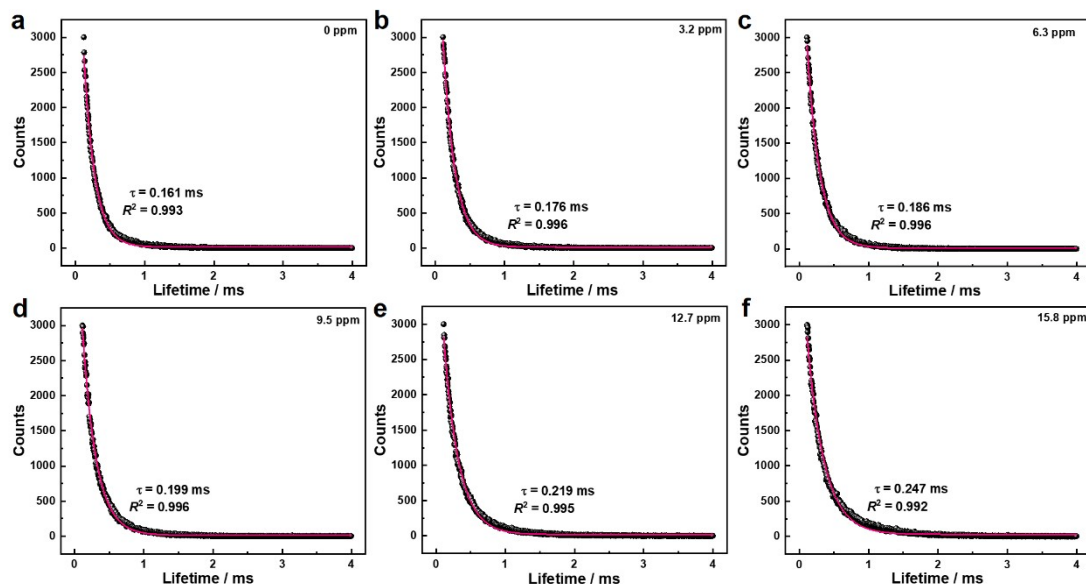 a
0 ppm
3000
2500
2000
1500
1000
500
0
Counts
τ = 0.161 ms
R² = 0.993
0 1 2 3 4
Lifetime / ms
b
3.2 ppm
3000
2500
2000
1500
1000
500
0
Counts
τ = 0.176 ms
R² = 0.996
0 1 2 3 4
Lifetime / ms
c
6.3 ppm
3000
2500
2000
1500
1000
500
0
Counts
τ = 0.186 ms
R² = 0.996
0 1 2 3 4
Lifetime / ms
d
9.5 ppm
3000
2500
2000
1500
1000
500
0
Counts
τ = 0.199 ms
R² = 0.996
0 1 2 3 4
Lifetime / ms
e
12.7 ppm
3000
2500
2000
1500
1000
500
0
Counts
τ = 0.219 ms
R² = 0.995
0 1 2 3 4
Lifetime / ms
f
15.8 ppm
3000
2500
2000
1500
1000
500
0
Counts
τ = 0.247 ms
R² = 0.992
0 1 2 3 4
Lifetime / ms